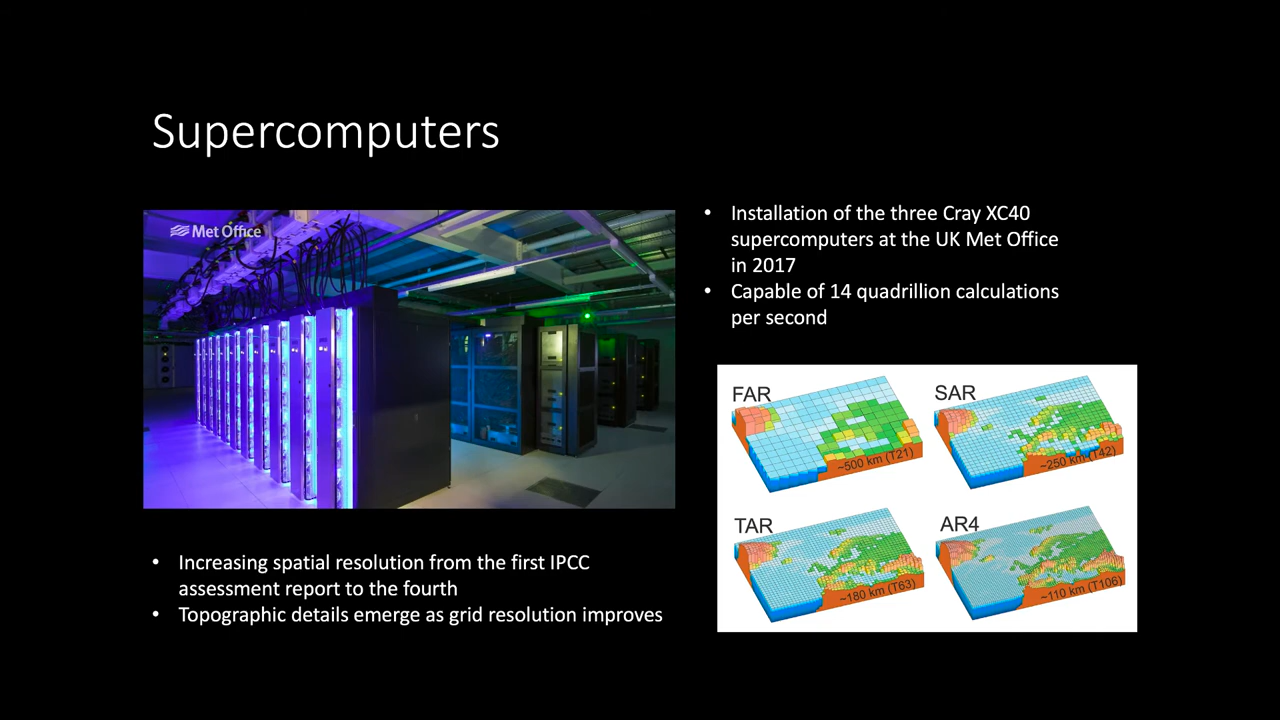 Supercomputers
Met Office
• Installation of the three Cray XC40
supercomputers at the UK Met Office
in 2017
• Capable of 14 quadrillion calculations
per second
FAR
~500 km (T21)
SAR
~250 km (T42)
TAR
~180 km (T63)
AR4
~110 km (T106)
• Increasing spatial resolution from the first IPCC
assessment report to the fourth
• Topographic details emerge as grid resolution improves